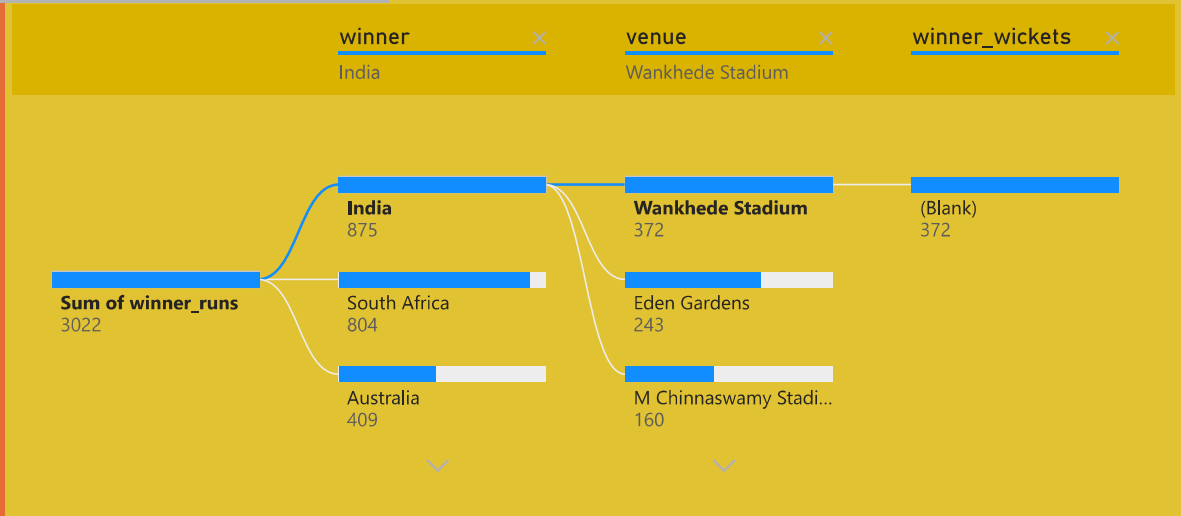 winner
India
venue
Wankhede Stadium
winner_wickets
Sum of winner_runs
3022
India
875
South Africa
804
Australia
409
Wankhede Stadium
372
Eden Gardens
243
M Chinnaswamy Stadi...
160
(Blank)
372